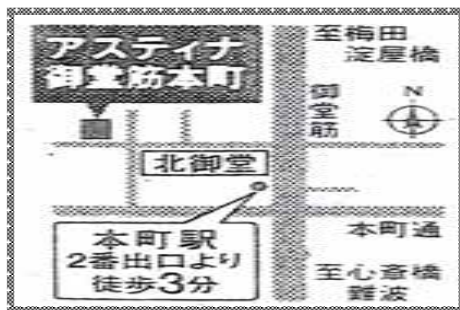 アスティナ
御堂筋本町
至梅田
淀屋橋
御堂筋
N
北御堂
本町駅
2番出口より
徒歩3分
本町通
至心斎橋
難波